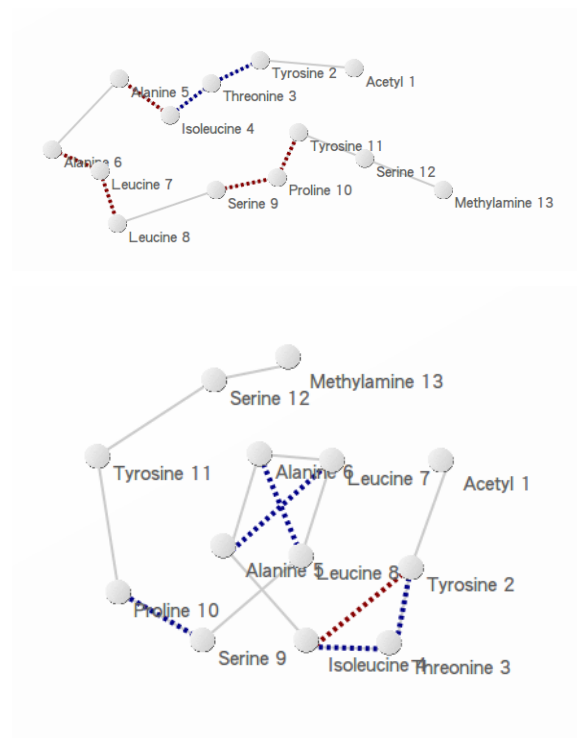 Tyrosine 2
Acetyl 1
Alanine 5
Threonine 3
Isoleucine 4
Tyrosine 11
Alanine 6
Serine 12
Leucine 7
Proline 10
Serine 9
Methylamine 13
Leucine 8
Methylamine 13
Serine 12
Tyrosine 11
Alanine 6
Leucine 7
Acetyl 1
Alanine 5
Leucine 8
Tyrosine 2
Proline 10
Serine 9
Isoleucine 4
Threonine 3